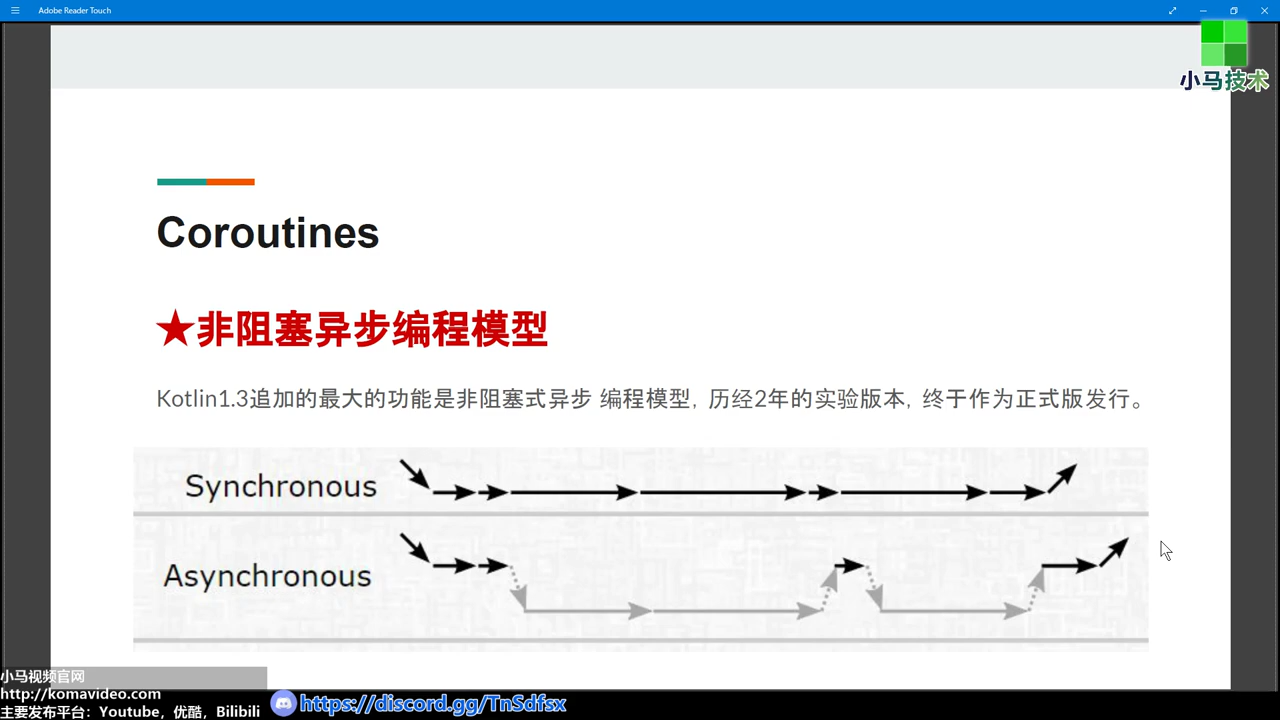 Adobe Reader Touch
小马技术
Coroutines
★非阻塞异步编程模型
Kotlin1.3追加的最大的功能是非阻塞式异步 编程模型，历经2年的实验版本，终于作为正式版发行。
Synchronous
Asynchronous
小马视频官网
http://komavideo.com
主要发布平台：Youtube，优酷，Bilibili
https://discord.gg/TnSdfsx